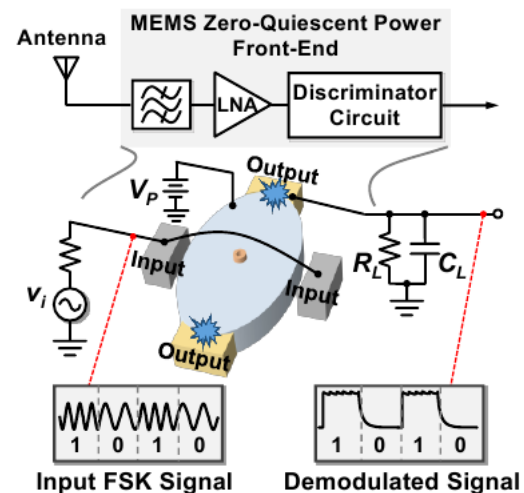 MEMS Zero-Quiescent Power
Front-End
Antenna
LNA
Discriminator
Circuit
V_P
Output
Input
Input
v_i
R_L
C_L
Output
1 0 1 0
1 0 1 0
Input FSK Signal
Demodulated Signal